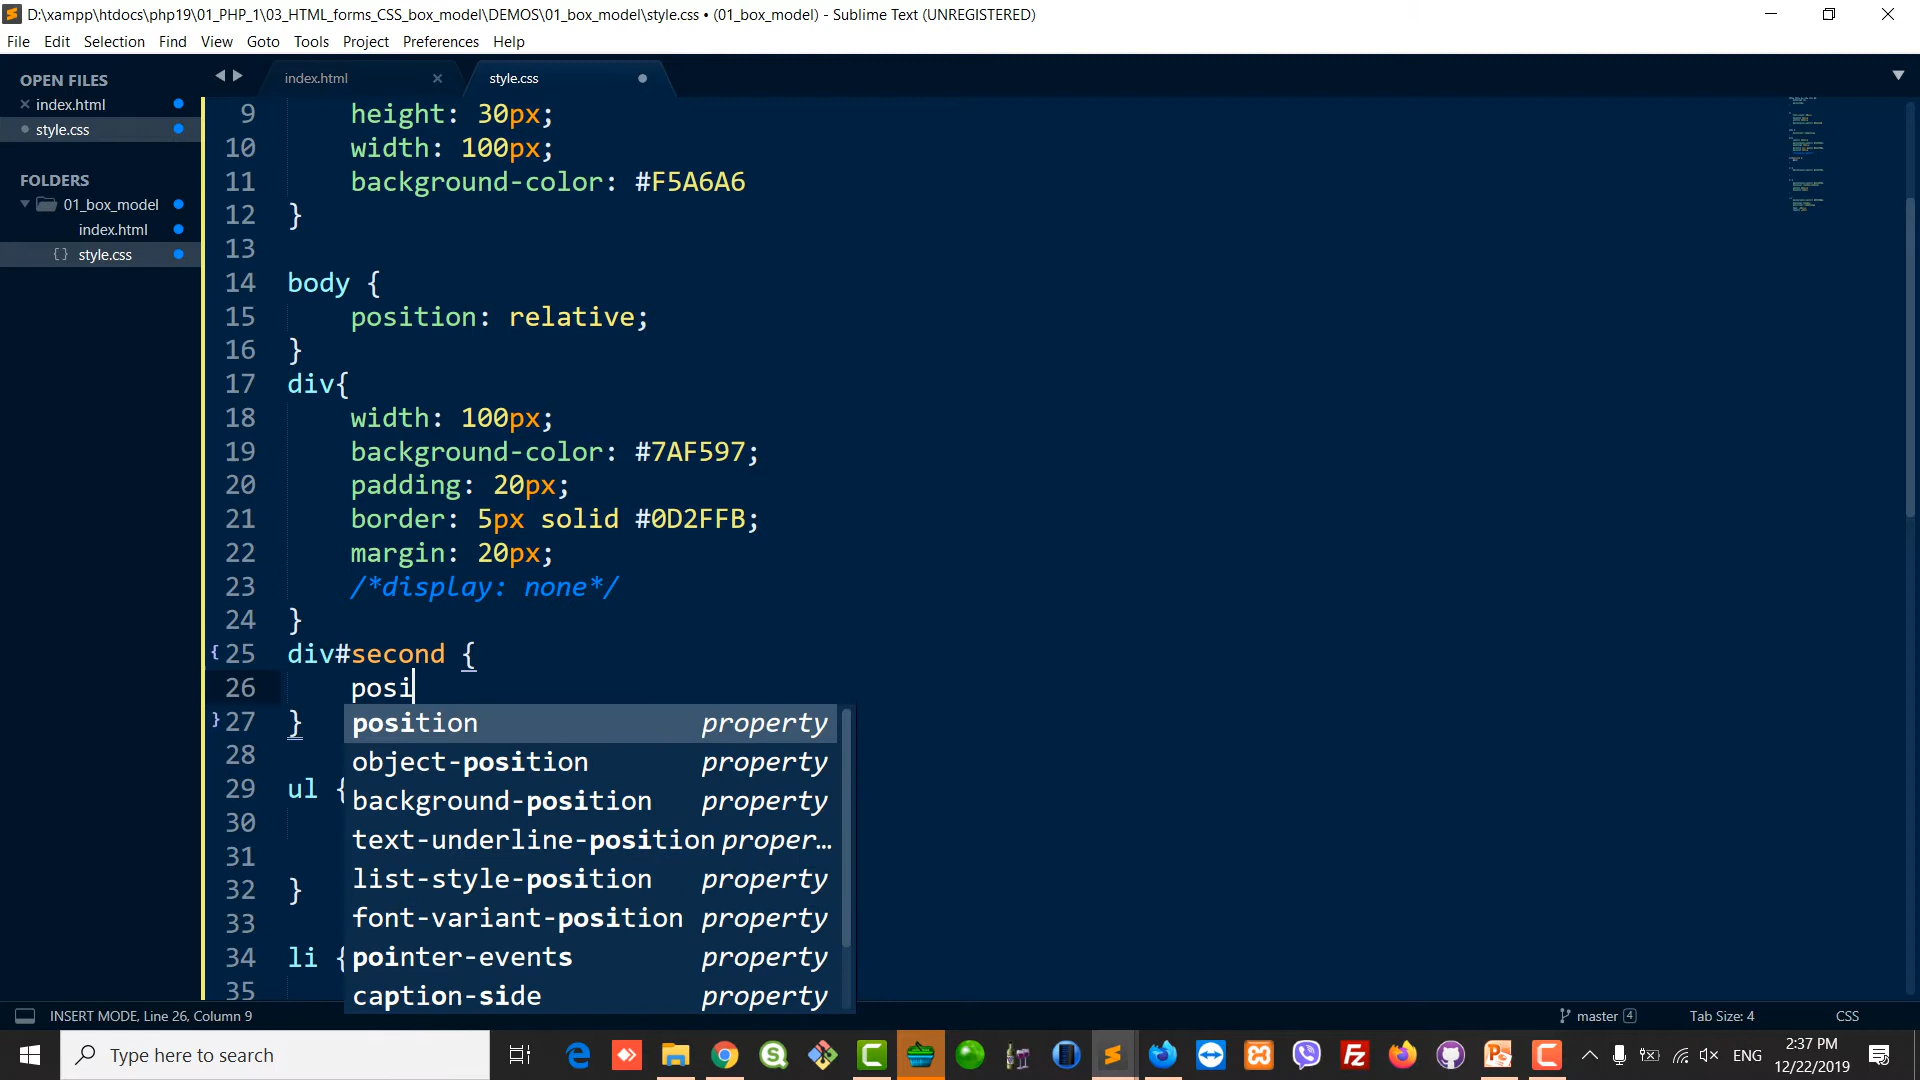 D:\xampp\htdocs\php19\01_PHP_1\03_HTML_forms_CSS_box_model\DEMOS\01_box_model\style.css • (01_box_model) - Sublime Text (UNREGISTERED)
File Edit Selection Find View Goto Tools Project Preferences Help
OPEN FILES
index.html
style.css
FOLDERS
01_box_model
index.html
{} style.css
index.html
style.css
9 height: 30px;
10 width: 100px;
11 background-color: #F5A6A6
12 }
13
14 body {
15 position: relative;
16 }
17 div{
18 width: 100px;
19 background-color: #7AF597;
20 padding: 20px;
21 border: 5px solid #0D2FFB;
22 margin: 20px;
23 /*display: none*/
24 }
{ 25 div#second {
26 posi
} 27 }
28
29 ul {
30
31
32 }
33
34 li {
35
position property
object-position property
background-position property
text-underline-position proper…
list-style-position property
font-variant-position property
pointer-events property
caption-side property
INSERT MODE, Line 26, Column 9
master 4
Tab Size: 4
CSS
Type here to search
ENG
2:37 PM
12/22/2019